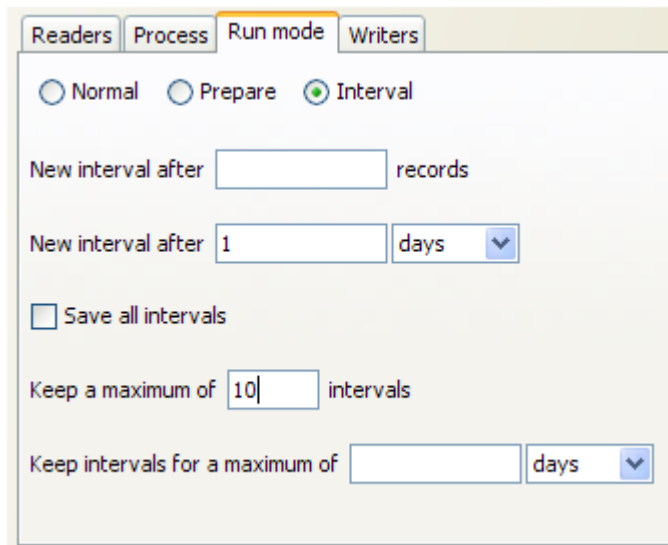 Readers Process Run mode Writers
Normal Prepare Interval
New interval after records
New interval after 1 days
Save all intervals
Keep a maximum of 10 intervals
Keep intervals for a maximum of days